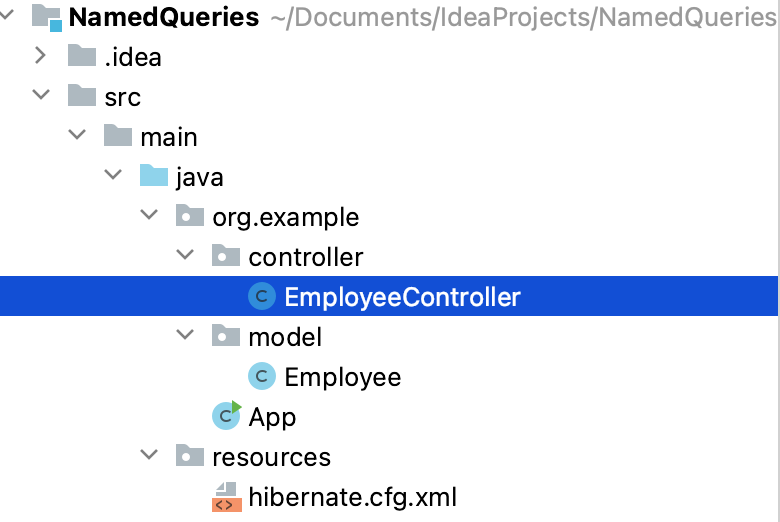 NamedQueries ~/Documents/IdeaProjects/NamedQueries
.idea
src
main
java
org.example
controller
C EmployeeController
model
C Employee
C App
resources
<> hibernate.cfg.xml